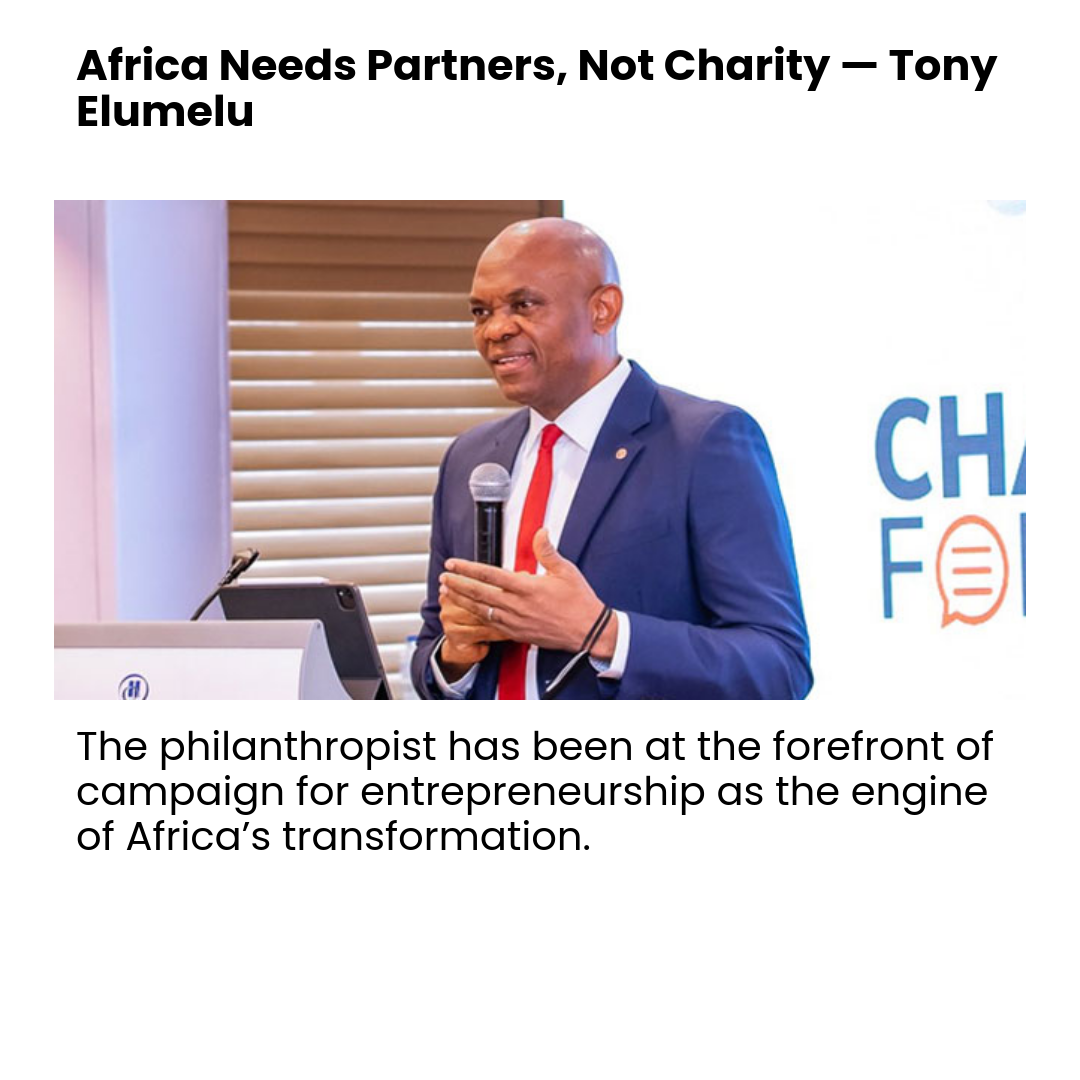 Africa Needs Partners, Not Charity — Tony
Elumelu
CHA
FO
The philanthropist has been at the forefront of
campaign for entrepreneurship as the engine
of Africa’s transformation.